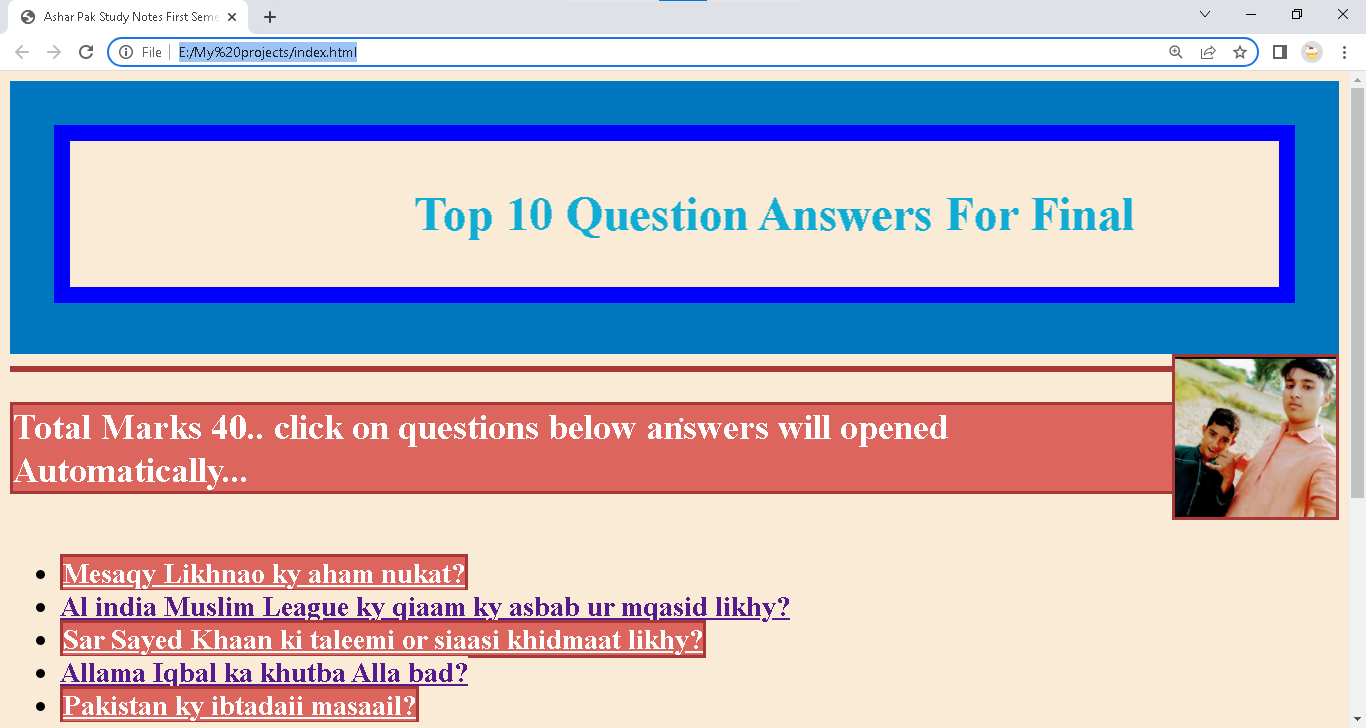 Ashar Pak Study Notes First Seme
File
E:/My%20projects/index.html
Top 10 Question Answers For Final
Total Marks 40.. click on questions below answers will opened
Automatically...
Mesaqy Likhnao ky aham nukat?
Al india Muslim League ky qiaam ky asbab ur mqasid likhy?
Sar Sayed Khaan ki taleemi or siaasi khidmaat likhy?
Allama Iqbal ka khutba Alla bad?
Pakistan ky ibtadaii masaail?